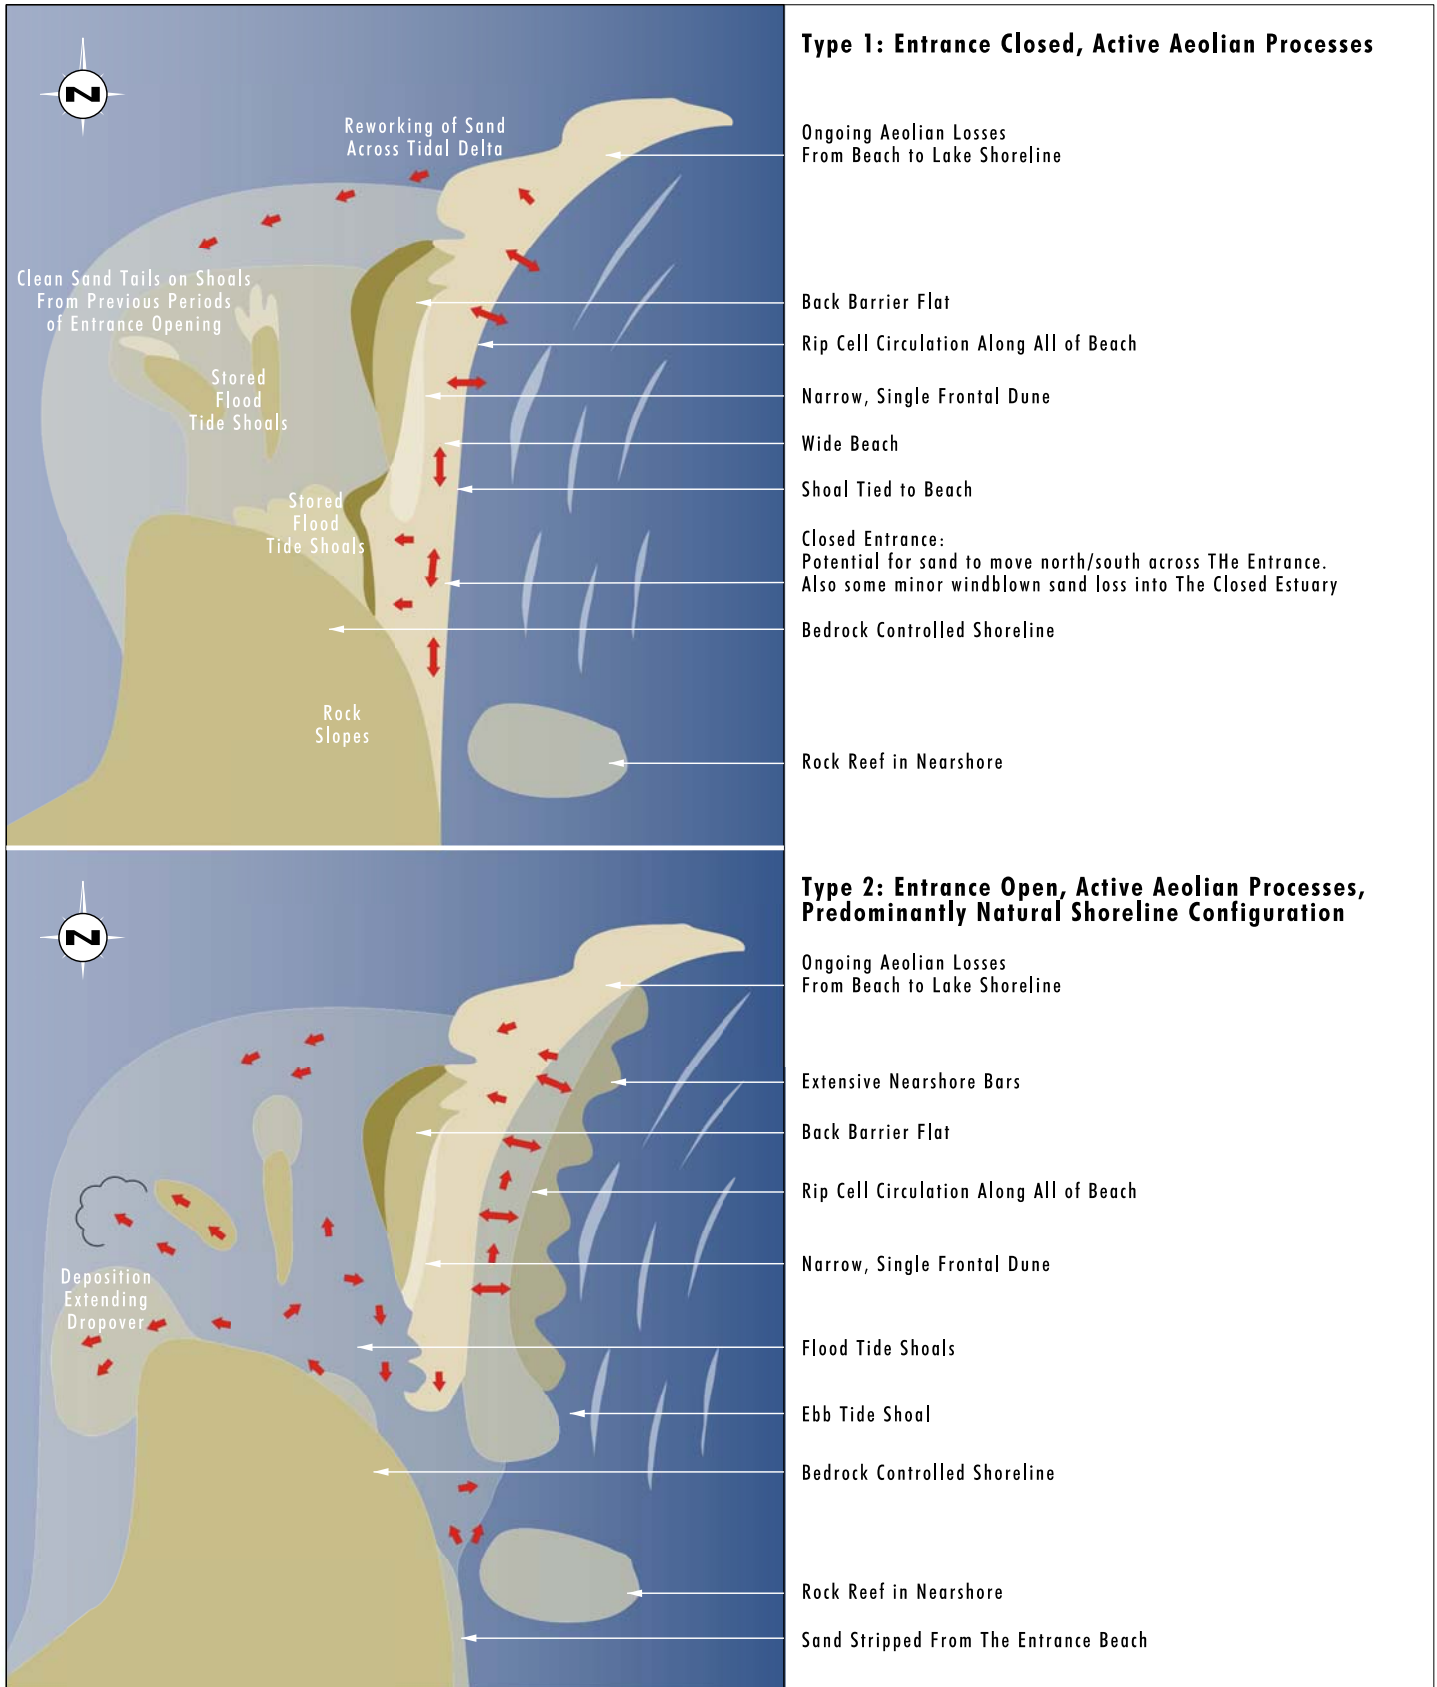 Type 1: Entrance Closed, Active Aeolian Processes
N
Reworking of Sand
Across Tidal Delta
Clean Sand Tails on Shoals
From Previous Periods
of Entrance Opening
Stored
Flood
Tide Shoals
Stored
Flood
Tide Shoals
Rock
Slopes
Ongoing Aeolian Losses
From Beach to Lake Shoreline
Back Barrier Flat
Rip Cell Circulation Along All of Beach
Narrow, Single Frontal Dune
Wide Beach
Shoal Tied to Beach
Closed Entrance:
Potential for sand to move north/south across THe Entrance.
Also some minor windblown sand loss into The Closed Estuary
Bedrock Controlled Shoreline
Rock Reef in Nearshore
Type 2: Entrance Open, Active Aeolian Processes,
Predominantly Natural Shoreline Configuration
N
Deposition
Extending
Dropover
Ongoing Aeolian Losses
From Beach to Lake Shoreline
Extensive Nearshore Bars
Back Barrier Flat
Rip Cell Circulation Along All of Beach
Narrow, Single Frontal Dune
Flood Tide Shoals
Ebb Tide Shoal
Bedrock Controlled Shoreline
Rock Reef in Nearshore
Sand Stripped From The Entrance Beach